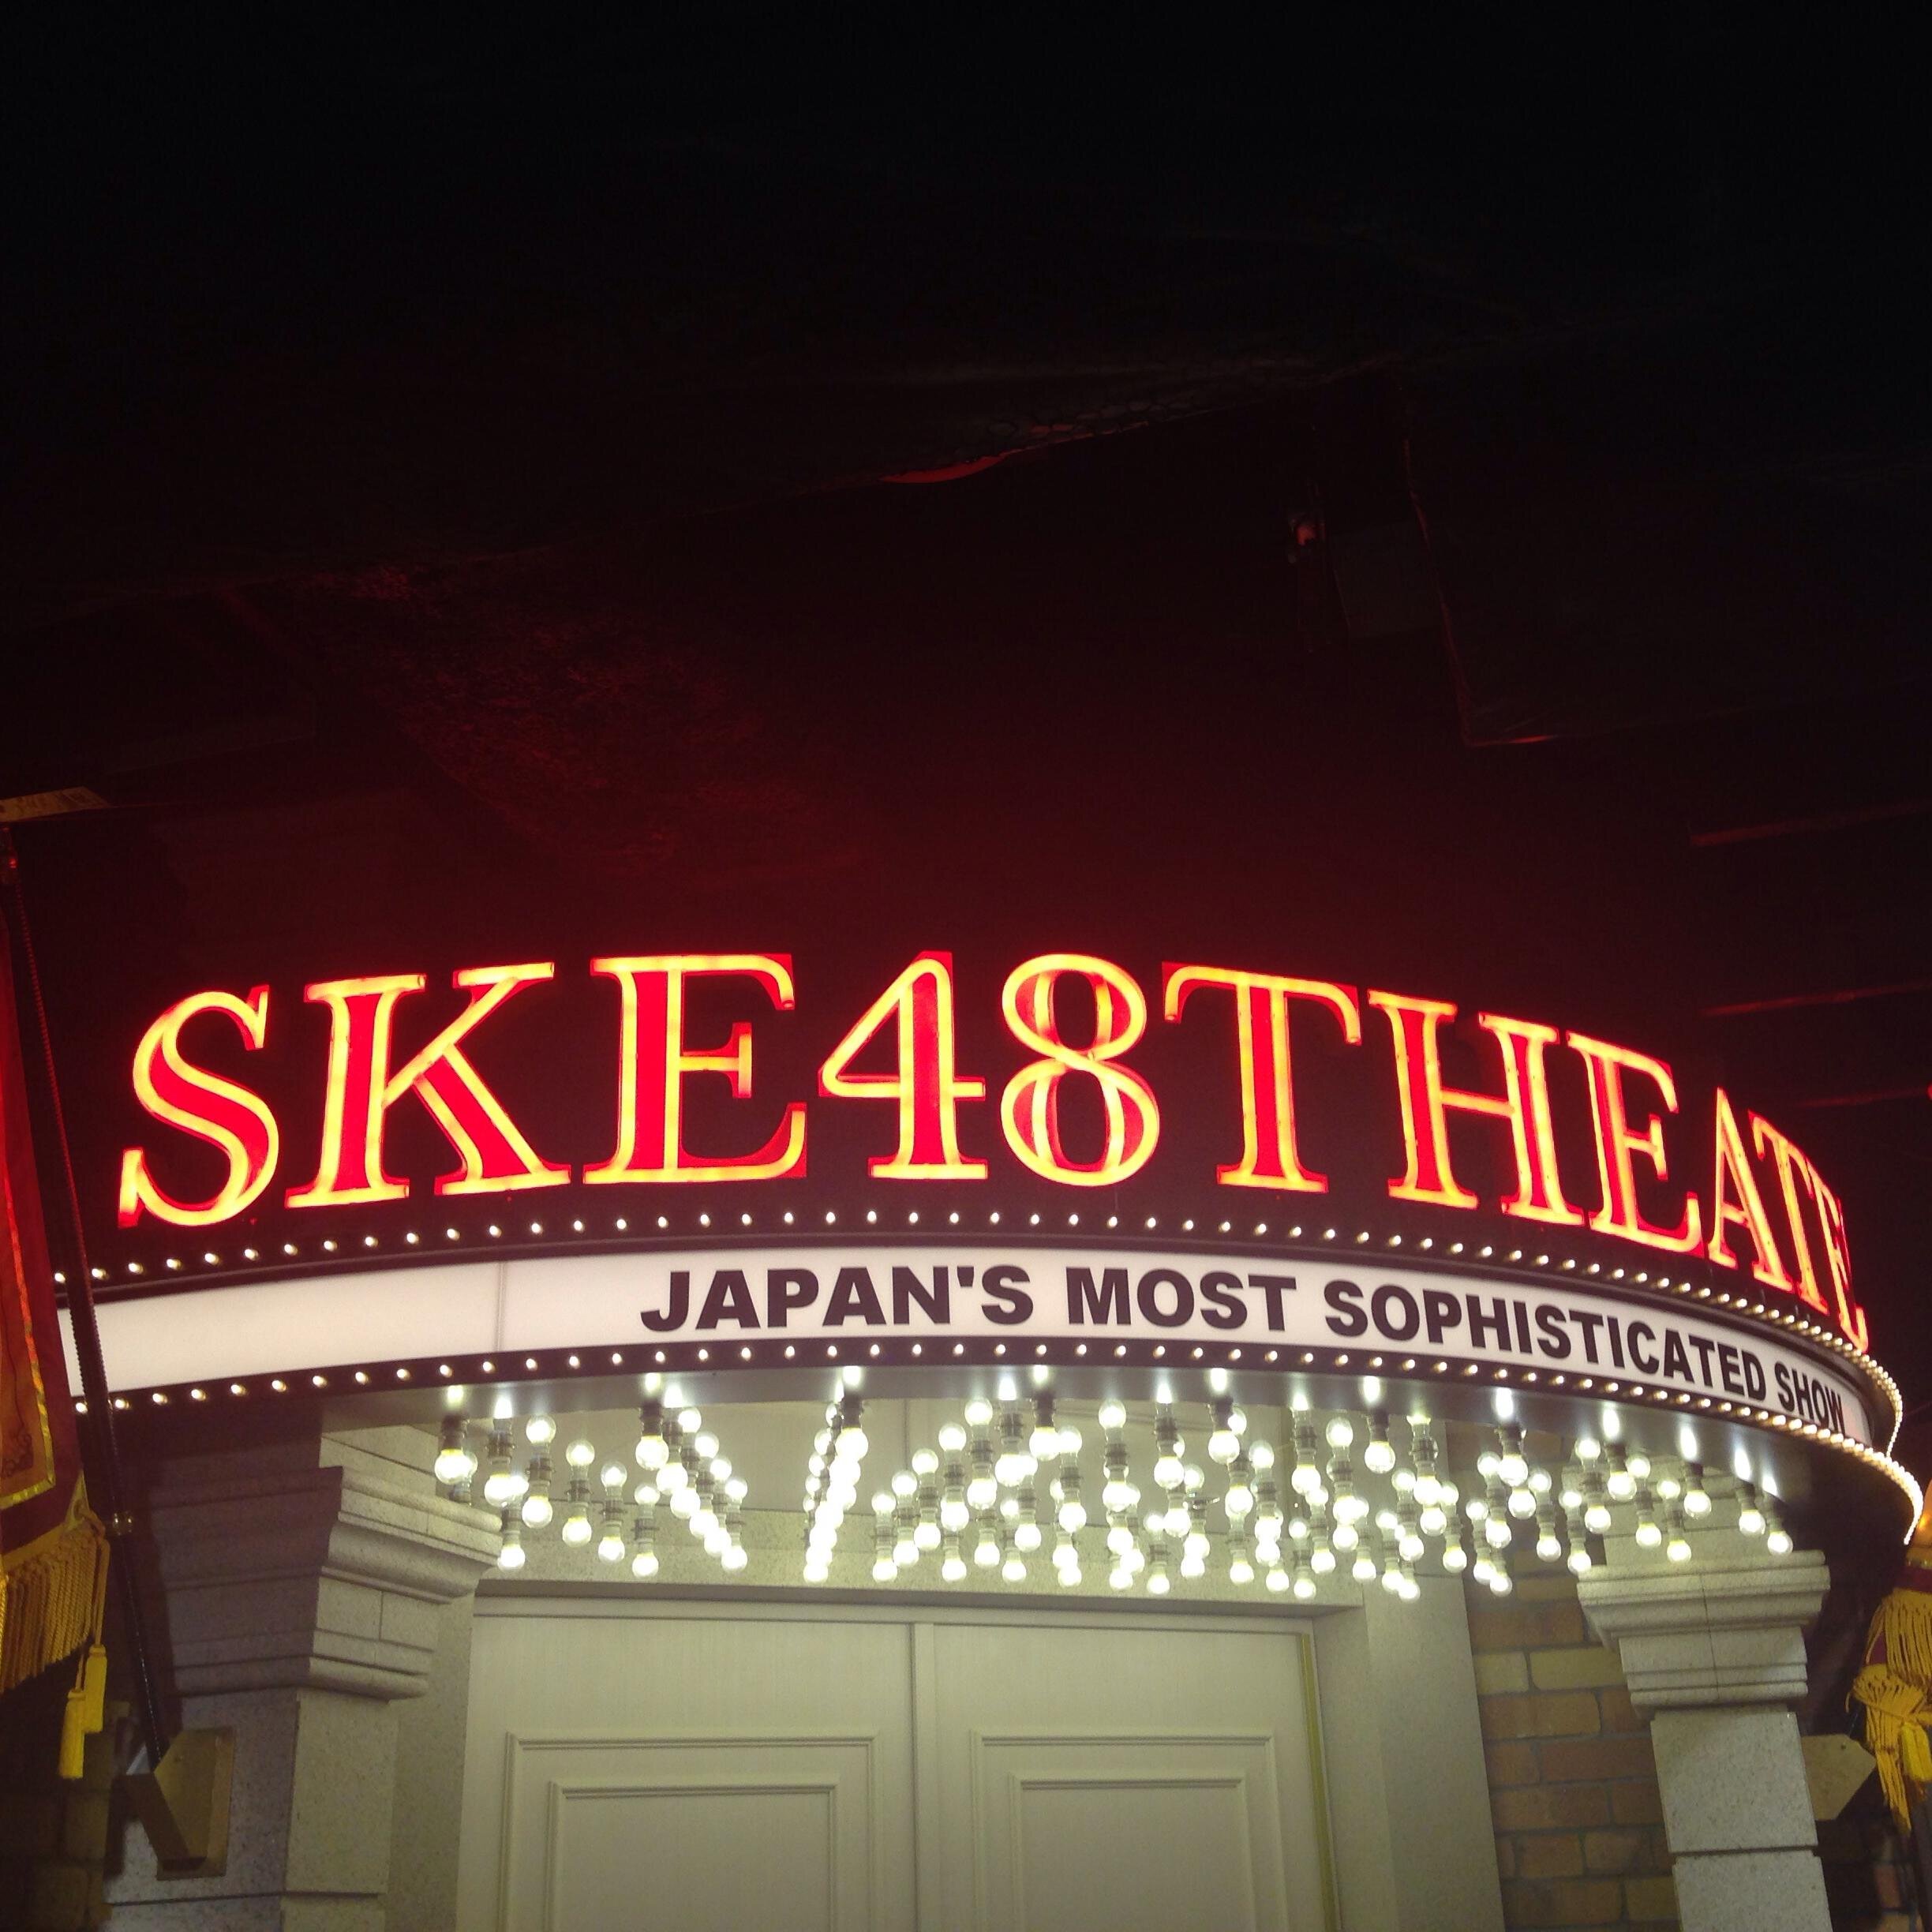 SKE48THEATE
JAPAN'S MOST SOPHISTICATED SHOW